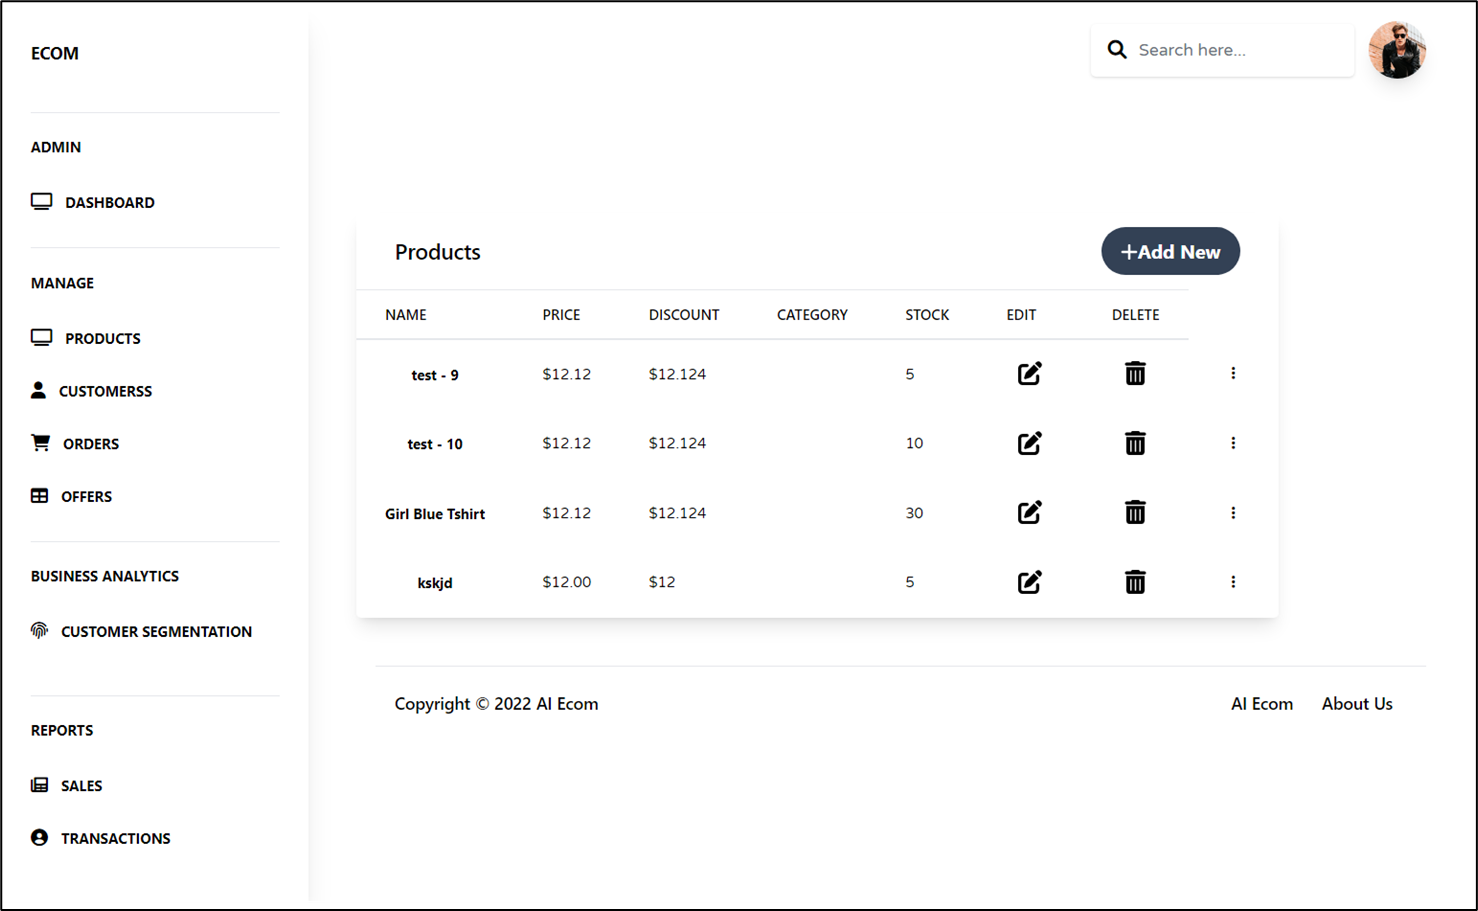 ECOM
Search here...
ADMIN
DASHBOARD
MANAGE
PRODUCTS
CUSTOMERSS
ORDERS
OFFERS
BUSINESS ANALYTICS
CUSTOMER SEGMENTATION
REPORTS
SALES
TRANSACTIONS
Products
+Add New
NAME PRICE DISCOUNT CATEGORY STOCK EDIT DELETE
test - 9 $12.12 $12.124 5
test - 10 $12.12 $12.124 10
Girl Blue Tshirt $12.12 $12.124 30
kskjd $12.00 $12 5
Copyright © 2022 AI Ecom
AI Ecom About Us